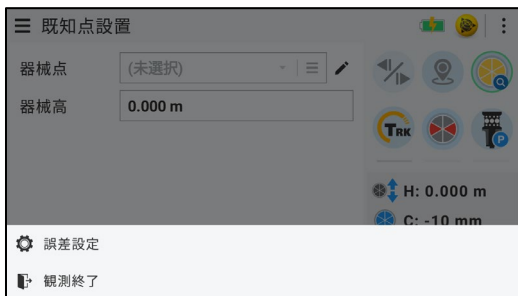 既知点設置
器械点 (未選択)
器械高 0.000 m
TRK
P
H: 0.000 m
C: -10 mm
誤差設定
観測終了